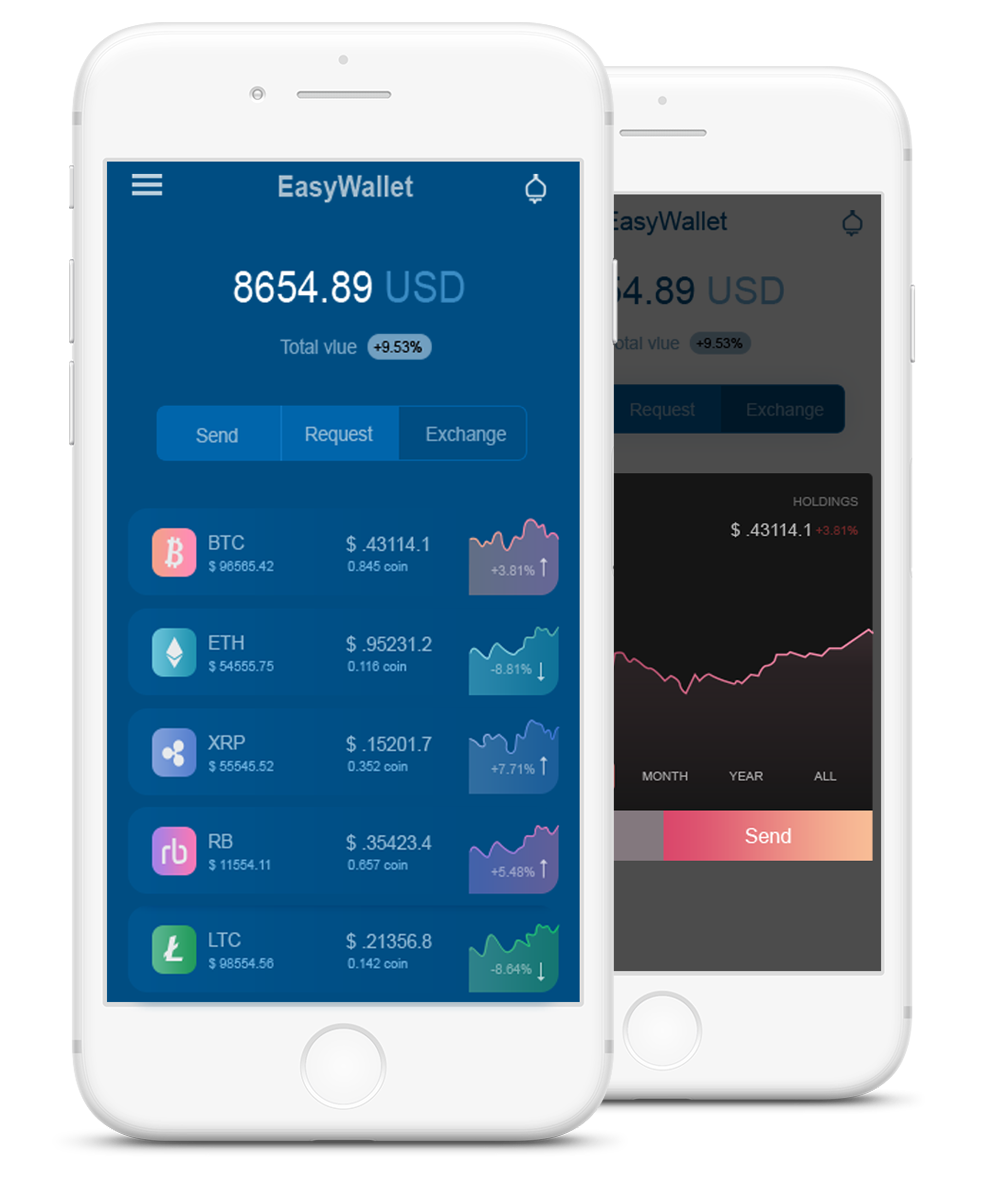 EasyWallet
8654.89 USD
Total vlue +9.53%
Send Request Exchange
BTC $ .43114.1
$ 96565.42 0.845 coin +3.81%
ETH $ .95231.2
$ 54555.75 0.116 coin -8.81%
XRP $ .15201.7
$ 55545.52 0.352 coin +7.71%
RB $ .35423.4
$ 11554.11 0.657 coin +5.48%
LTC $ .21356.8
$ 98554.56 0.142 coin -8.64%
EasyWallet
54.89 USD
otal vlue +9.53%
Request Exchange
HOLDINGS
$ .43114.1 +3.81%
MONTH YEAR ALL
Send